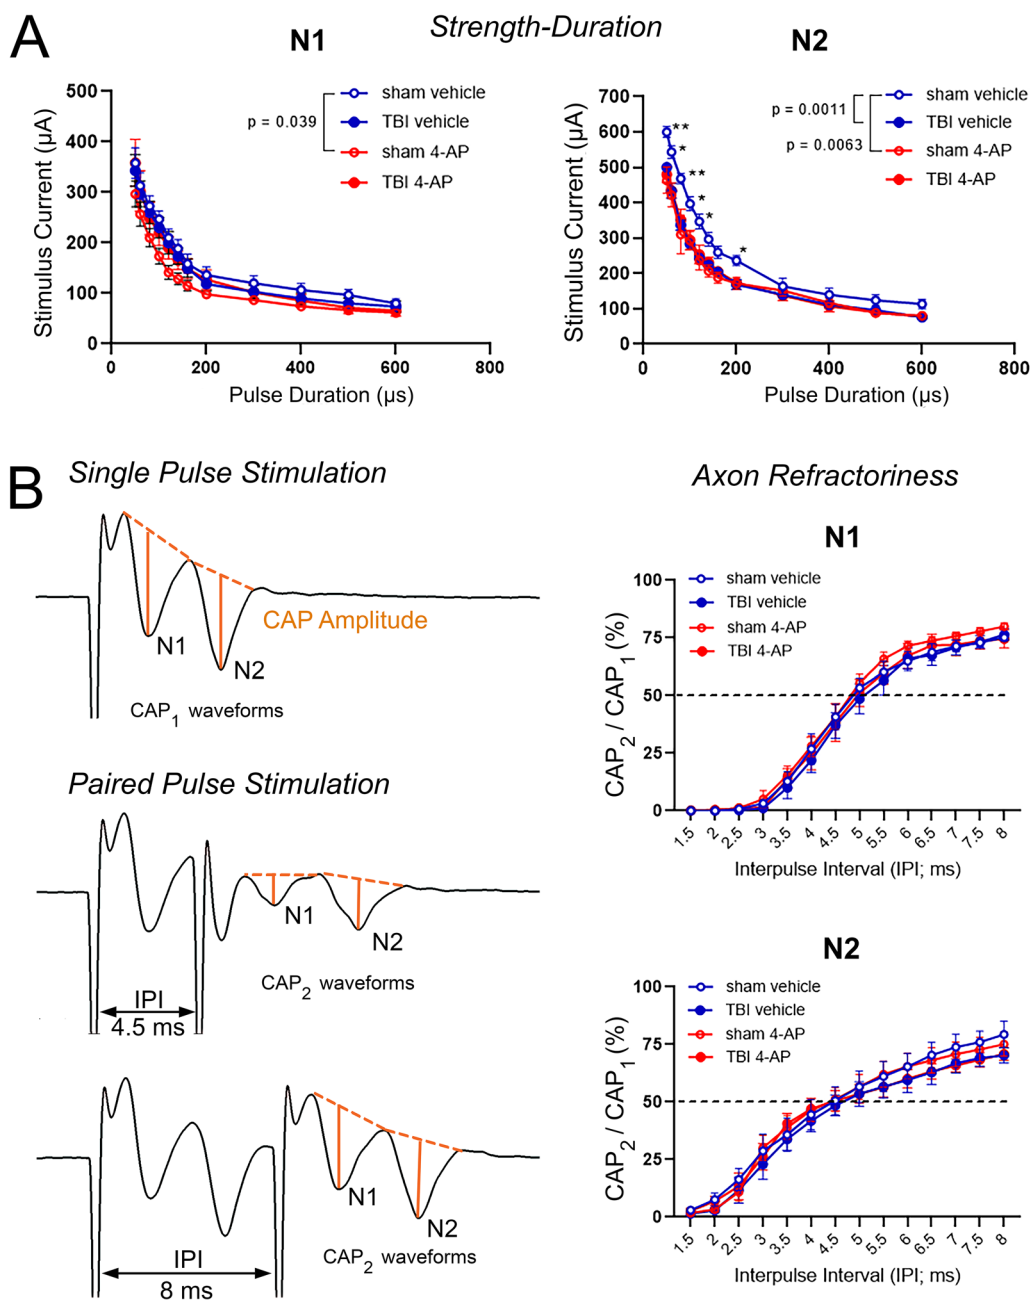 A
Strength-Duration
N1
N2
Stimulus Current (µA)
500
400
300
200
100
0
0
200
400
600
800
Pulse Duration (µs)
p = 0.039
sham vehicle
TBI vehicle
sham 4-AP
TBI 4-AP
Stimulus Current (µA)
700
600
500
400
300
200
100
0
0
200
400
600
800
Pulse Duration (µs)
p = 0.0011
p = 0.0063
sham vehicle
TBI vehicle
sham 4-AP
TBI 4-AP
**
*
**
*
*
*
B
Single Pulse Stimulation
N1
N2
CAP Amplitude
CAP1 waveforms
Paired Pulse Stimulation
N1
N2
CAP2 waveforms
IPI
4.5 ms
N1
N2
CAP2 waveforms
IPI
8 ms
Axon Refractoriness
N1
sham vehicle
TBI vehicle
sham 4-AP
TBI 4-AP
CAP2 / CAP1 (%)
100
75
50
25
0
1.5
2
2.5
3
3.5
4
4.5
5
5.5
6
6.5
7
7.5
8
Interpulse Interval (IPI; ms)
N2
sham vehicle
TBI vehicle
sham 4-AP
TBI 4-AP
CAP2 / CAP1 (%)
100
75
50
25
0
1.5
2
2.5
3
3.5
4
4.5
5
5.5
6
6.5
7
7.5
8
Interpulse Interval (IPI; ms)